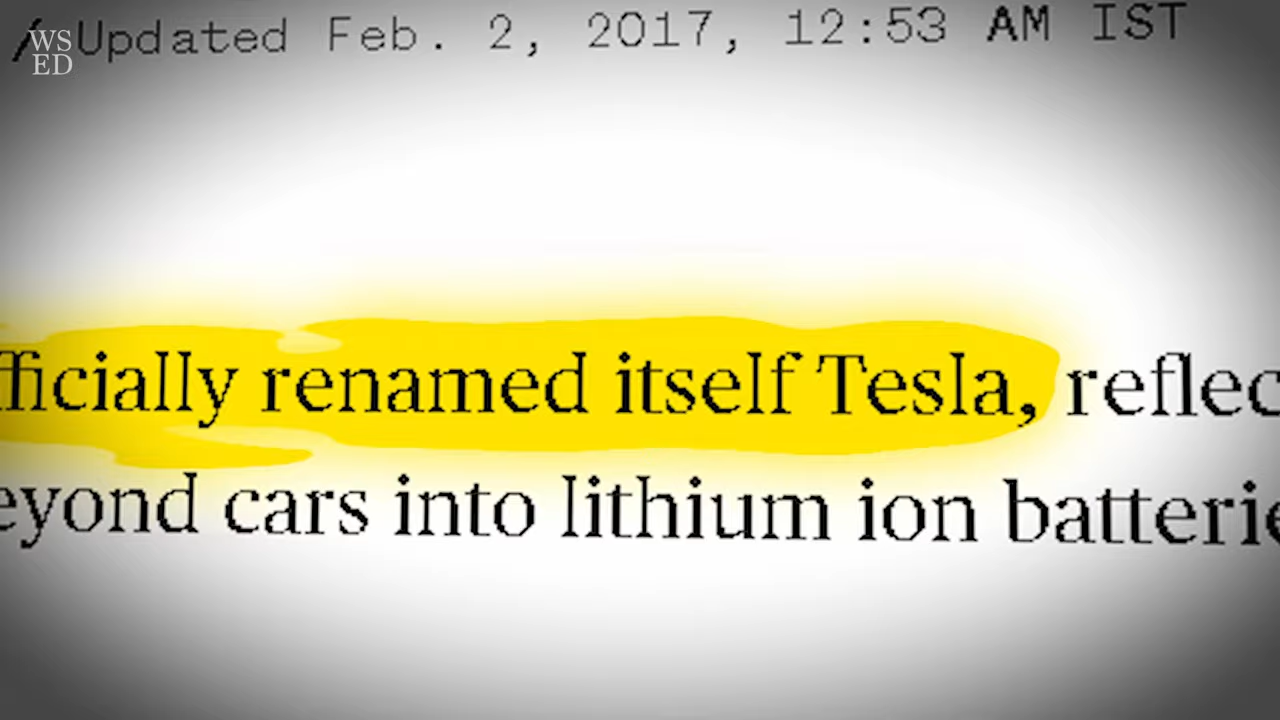 WS
ED
/ Updated Feb. 2, 2017, 12:53 AM IST
fficially renamed itself Tesla, reflec
eyond cars into lithium ion batterie